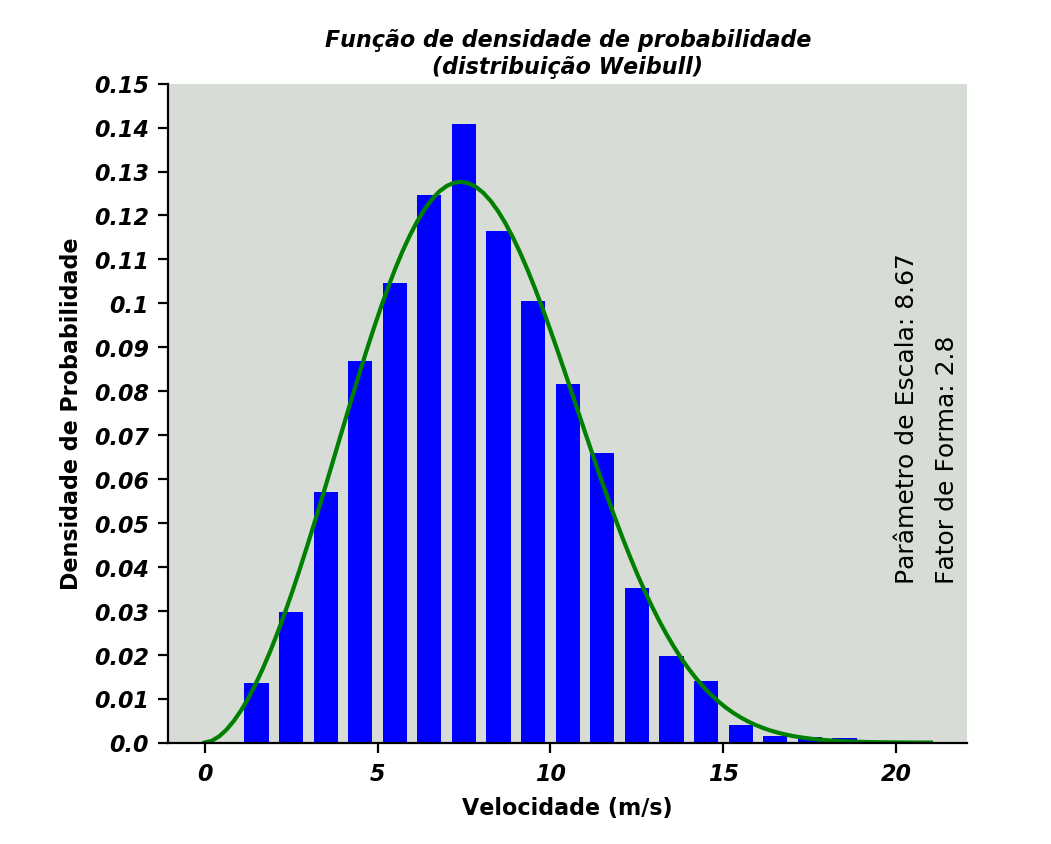 Função de densidade de probabilidade
(distribuição Weibull)
Densidade de Probabilidade
0.15
0.14
0.13
0.12
0.11
0.1
0.09
0.08
0.07
0.06
0.05
0.04
0.03
0.02
0.01
0.0
Parâmetro de Escala: 8.67
Fator de Forma: 2.8
0 5 10 15 20
Velocidade (m/s)